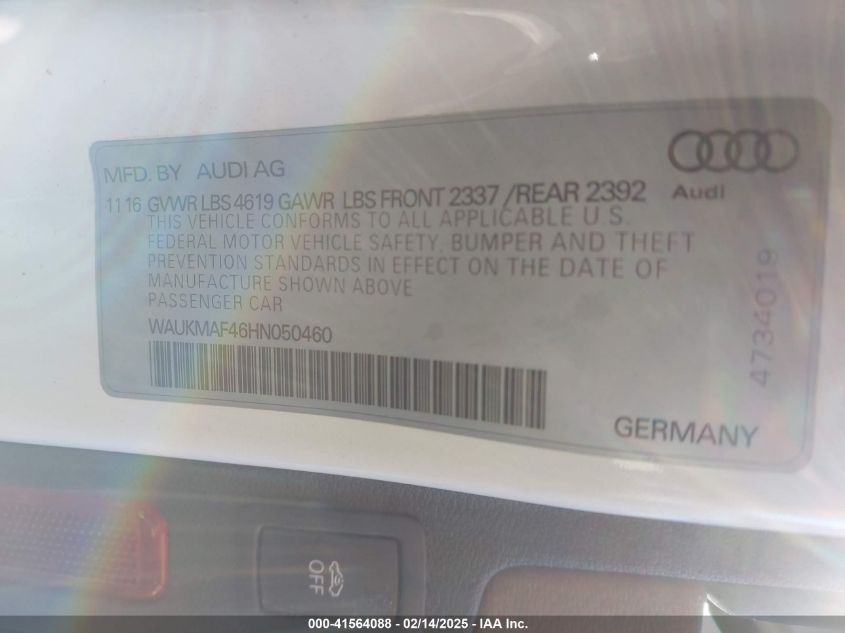 MFD. BY AUDI AG
Audi
11 16 GVWR LBS 4619 GAWR LBS FRONT 2337 / REAR 2392
THIS VEHICLE CONFORMS TO ALL APPLICABLE U.S.
FEDERAL MOTOR VEHICLE SAFETY, BUMPER AND THEFT
PREVENTION STANDARDS IN EFFECT ON THE DATE OF
MANUFACTURE SHOWN ABOVE
PASSENGER CAR
WAUKMAF46HN050460
4734019
GERMANY
OFF
000-41564088 - 02/14/2025 - IAA Inc.